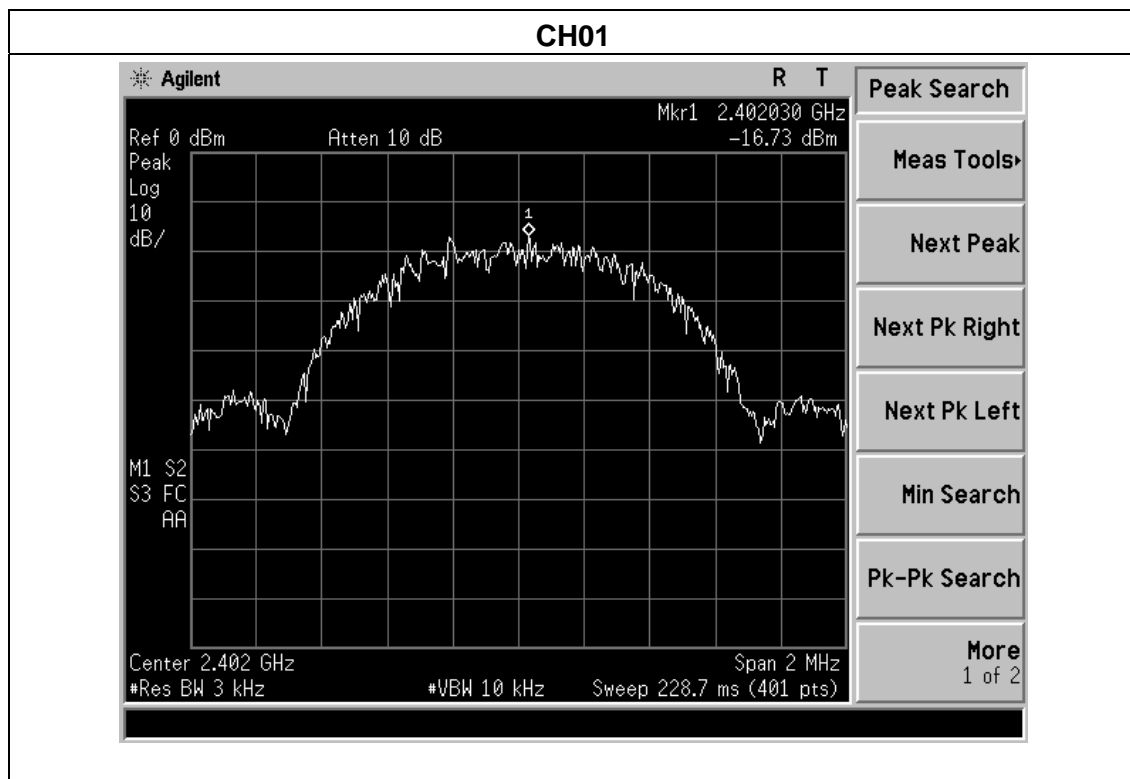 CH01
Agilent R T
Peak Search
Mkr1 2.402030 GHz
Ref 0 dBm Atten 10 dB -16.73 dBm
Peak
Log
10
dB/
1
M1 S2
S3 FC
AA
Center 2.402 GHz Span 2 MHz
#Res BW 3 kHz #VBW 10 kHz Sweep 228.7 ms (401 pts)
Meas Tools
Next Peak
Next Pk Right
Next Pk Left
Min Search
Pk-Pk Search
More
1 of 2